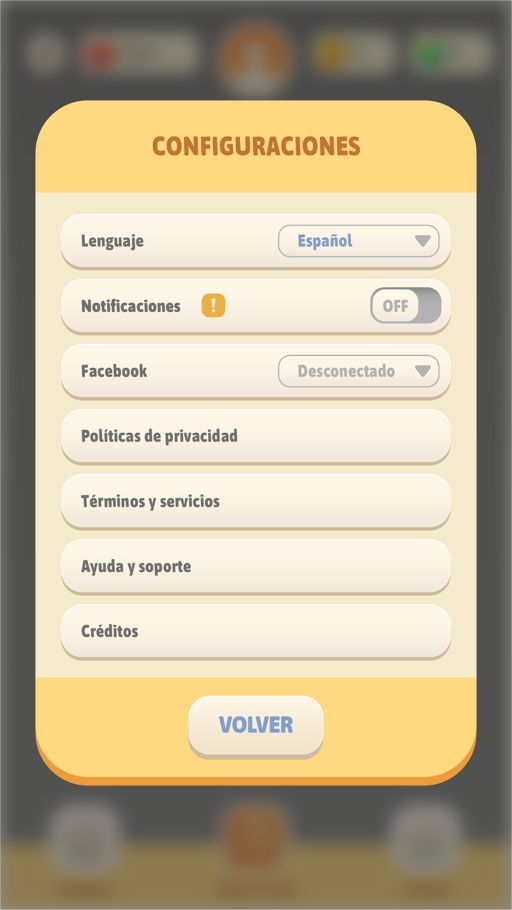 CONFIGURACIONES
Lenguaje Español
Notificaciones ! OFF
Facebook Desconectado
Políticas de privacidad
Términos y servicios
Ayuda y soporte
Créditos
VOLVER